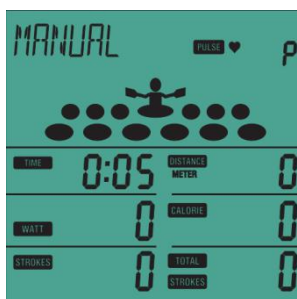 MANUAL PULSE P
TIME 0:05 DISTANCE METER 0
WATT 0 CALORIE 0
STROKES 0 TOTAL STROKES 0